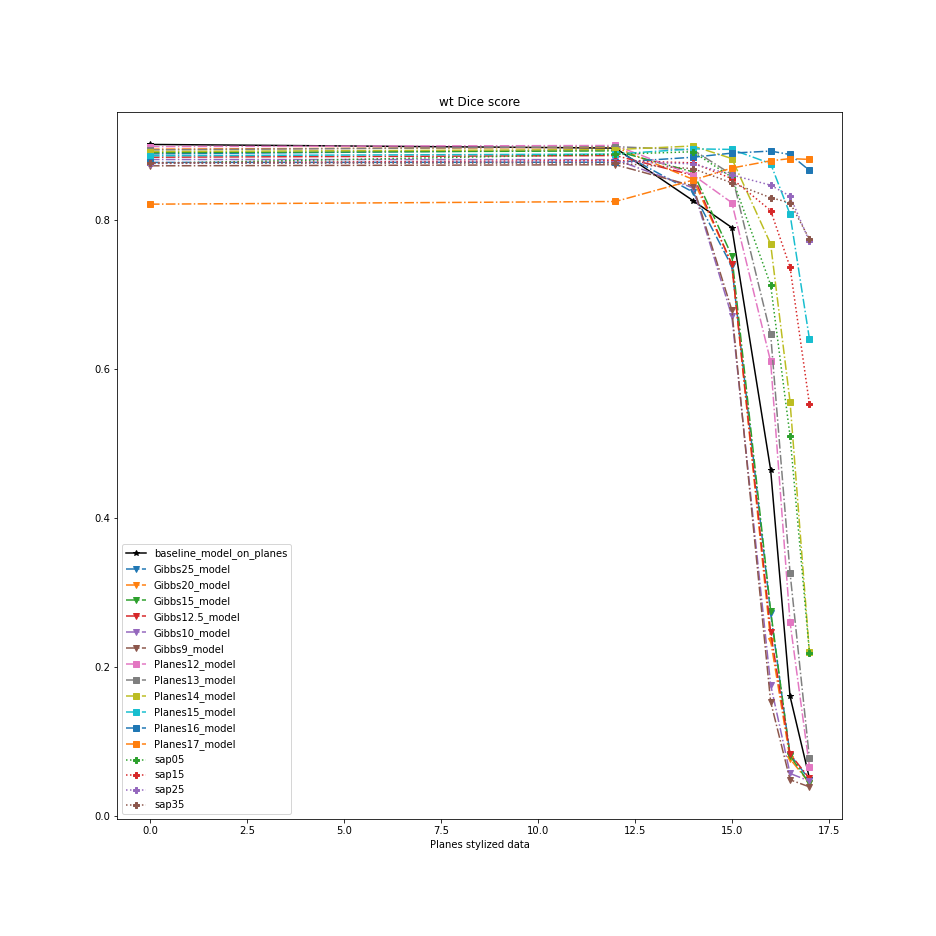 wt Dice score
0.8
0.6
0.4
0.2
0.0
baseline_model_on_planes
Gibbs25_model
Gibbs20_model
Gibbs15_model
Gibbs12.5_model
Gibbs10_model
Gibbs9_model
Planes12_model
Planes13_model
Planes14_model
Planes15_model
Planes16_model
Planes17_model
sap05
sap15
sap25
sap35
0.0 2.5 5.0 7.5 10.0 12.5 15.0 17.5
Planes stylized data